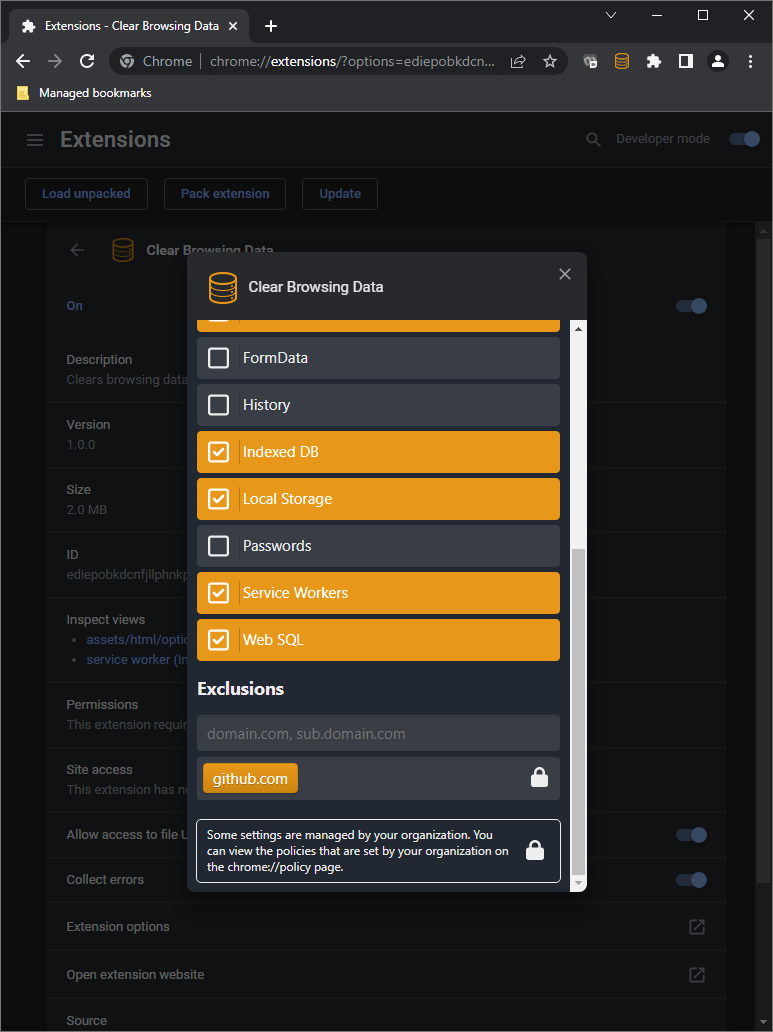 Extensions - Clear Browsing Data
Chrome
chrome://extensions/?options=ediepobkdcn...
Managed bookmarks
Extensions
Developer mode
Load unpacked
Pack extension
Update
Clear Browsing Data
On
Description
Clears browsing data
Version
1.0.0
Size
2.0 MB
ID
ediepobkdcnfjllphnkp
Inspect views
assets/html/optio
service worker (In
Permissions
This extension requir
Site access
This extension has no
Allow access to file U
Collect errors
Extension options
Open extension website
Source
Clear Browsing Data
FormData
History
Indexed DB
Local Storage
Passwords
Service Workers
Web SQL
Exclusions
domain.com, sub.domain.com
github.com
Some settings are managed by your organization. You
can view the policies that are set by your organization on
the chrome://policy page.